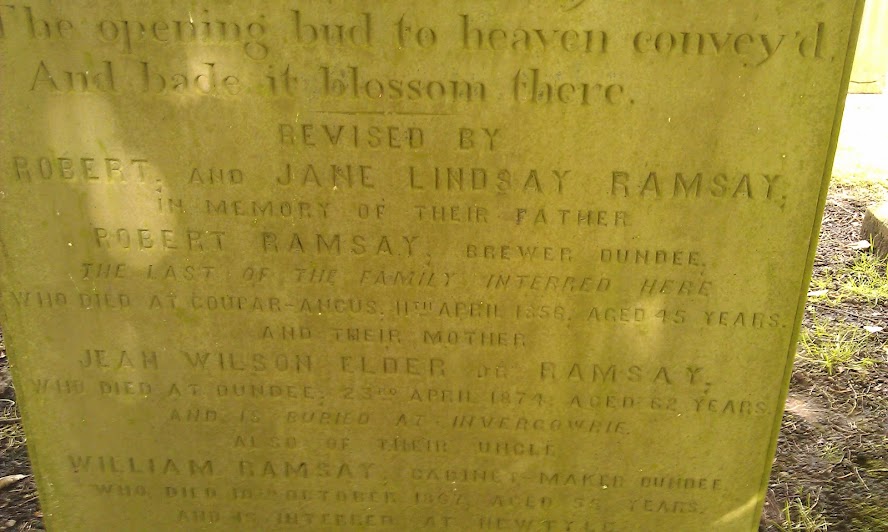 The opening bud to heaven convey'd,
And bade it blossom there.
REVISED BY
ROBERT, AND JANE LINDSAY RAMSAY,
IN MEMORY OF THEIR FATHER
ROBERT RAMSAY, BREWER DUNDEE,
THE LAST OF THE FAMILY INTERRED HERE
WHO DIED AT COUPAR-ANGUS, 11TH APRIL 1856, AGED 45 YEARS.
AND THEIR MOTHER
JEAN WILSON ELDER OR RAMSAY,
WHO DIED AT DUNDEE, 23RD APRIL 1874, AGED 62 YEARS.
AND IS BURIED AT INVERGOWRIE.
ALSO OF THEIR UNCLE
WILLIAM RAMSAY, CABINET-MAKER DUNDEE,
WHO DIED OCTOBER AGED YEARS.
AND IS INTERRED AT NEWTYLE